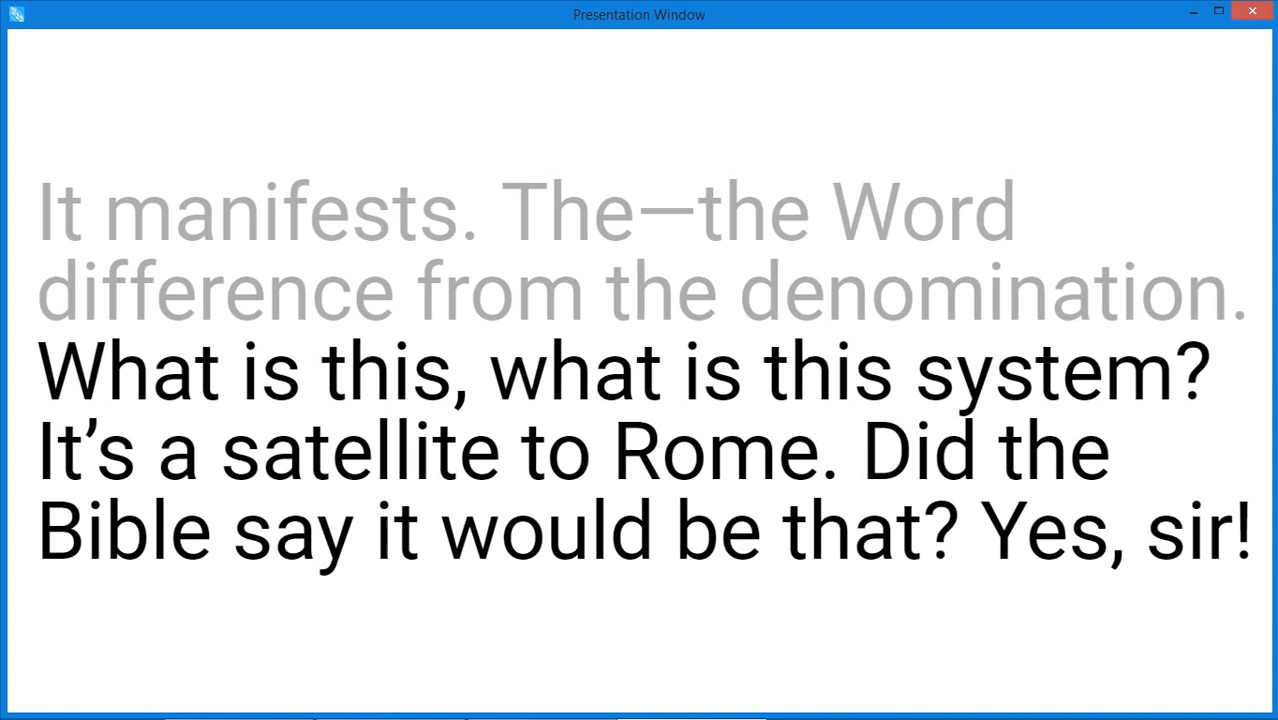 Presentation Window
It manifests. The—the Word
difference from the denomination.
What is this, what is this system?
It’s a satellite to Rome. Did the
Bible say it would be that? Yes, sir!